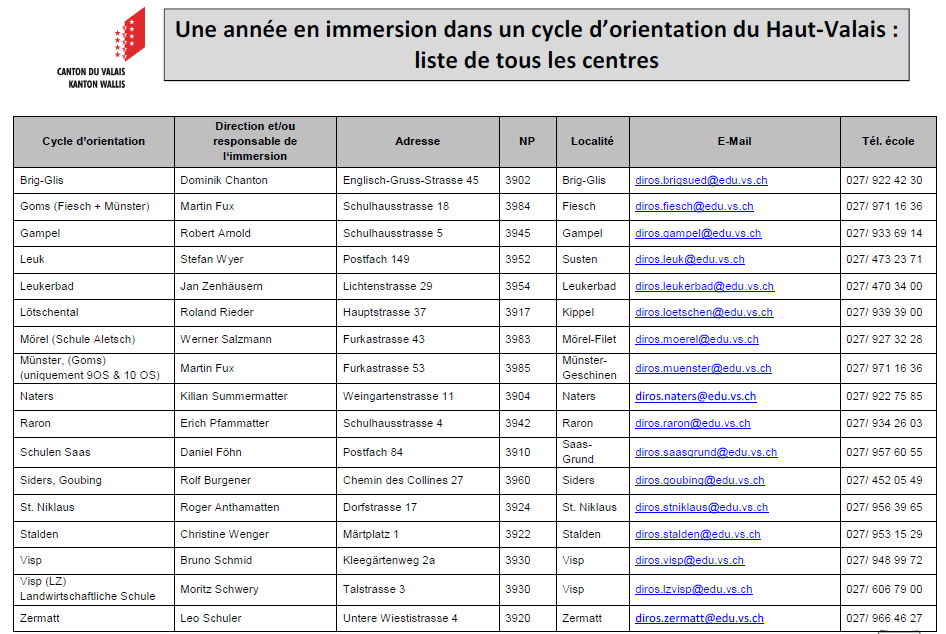 CANTON DU VALAIS
KANTON WALLIS
Une année en immersion dans un cycle d'orientation du Haut-Valais :
liste de tous les centres
Cycle d'orientation Direction et/ou responsable de l'immersion Adresse NP Localité E-Mail Tél. école
Brig-Glis Dominik Chanton Englisch-Gruss-Strasse 45 3902 Brig-Glis diros.brigsued@edu.vs.ch 027/ 922 42 30
Goms (Fiesch + Münster) Martin Fux Schulhausstrasse 18 3984 Fiesch diros.fiesch@edu.vs.ch 027/ 971 16 36
Gampel Robert Arnold Schulhausstrasse 5 3945 Gampel diros.gampel@edu.vs.ch 027/ 933 69 14
Leuk Stefan Wyer Postfach 149 3952 Susten diros.leuk@edu.vs.ch 027/ 473 23 71
Leukerbad Jan Zenhäusern Lichtenstrasse 29 3954 Leukerbad diros.leukerbad@edu.vs.ch 027/ 470 34 00
Lötschental Roland Rieder Hauptstrasse 37 3917 Kippel diros.loetschen@edu.vs.ch 027/ 939 39 00
Mörel (Schule Aletsch) Werner Salzmann Furkastrasse 43 3983 Mörel-Filet diros.moerel@edu.vs.ch 027/ 927 32 28
Münster, (Goms) (uniquement 9OS & 10 OS) Martin Fux Furkastrasse 53 3985 Münster-Geschinen diros.muenster@edu.vs.ch 027/ 971 16 36
Naters Kilian Summermatter Weingartenstrasse 11 3904 Naters diros.naters@edu.vs.ch 027/ 922 75 85
Raron Erich Pfammatter Schulhausstrasse 4 3942 Raron diros.raron@edu.vs.ch 027/ 934 26 03
Schulen Saas Daniel Föhn Postfach 84 3910 Saas-Grund diros.saasgrund@edu.vs.ch 027/ 957 60 55
Siders, Goubing Rolf Burgener Chemin des Collines 27 3960 Siders diros.goubing@edu.vs.ch 027/ 452 05 49
St. Niklaus Roger Anthamatten Dorfstrasse 17 3924 St. Niklaus diros.stniklaus@edu.vs.ch 027/ 956 39 65
Stalden Christine Wenger Märtplatz 1 3922 Stalden diros.stalden@edu.vs.ch 027/ 953 15 29
Visp Bruno Schmid Kleegärtenweg 2a 3930 Visp diros.visp@edu.vs.ch 027/ 948 99 72
Visp (LZ) Landwirtschaftliche Schule Moritz Schwery Talstrasse 3 3930 Visp diros.lzvisp@edu.vs.ch 027/ 606 79 00
Zermatt Leo Schuler Untere Wiestistrasse 4 3920 Zermatt diros.zermatt@edu.vs.ch 027/ 966 46 27